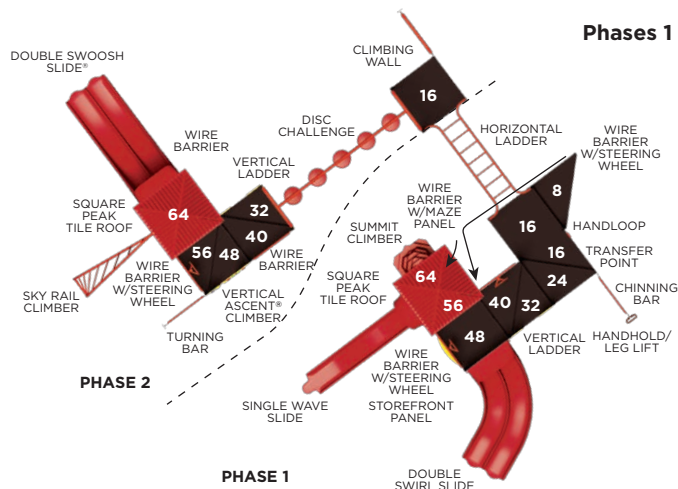 Phases 1
DOUBLE SWOOSH
SLIDE®
CLIMBING
WALL
16
DISC
CHALLENGE
WIRE
BARRIER
VERTICAL
LADDER
HORIZONTAL
LADDER
WIRE
BARRIER
W/STEERING
WHEEL
SQUARE
PEAK
TILE ROOF
64
32
40
56
48
WIRE
BARRIER
W/STEERING
WHEEL
WIRE
BARRIER
SKY RAIL
CLIMBER
VERTICAL
ASCENT®
CLIMBER
TURNING
BAR
PHASE 2
WIRE
BARRIER
W/MAZE
PANEL
8
16
HANDLOOP
16
TRANSFER
POINT
24
CHINNING
BAR
SUMMIT
CLIMBER
64
SQUARE
PEAK
TILE ROOF
56
40
32
48
VERTICAL
LADDER
HANDHOLD/
LEG LIFT
WIRE
BARRIER
W/STEERING
WHEEL
SINGLE WAVE
SLIDE
STOREFRONT
PANEL
PHASE 1
DOUBLE
SWIRL SLIDE